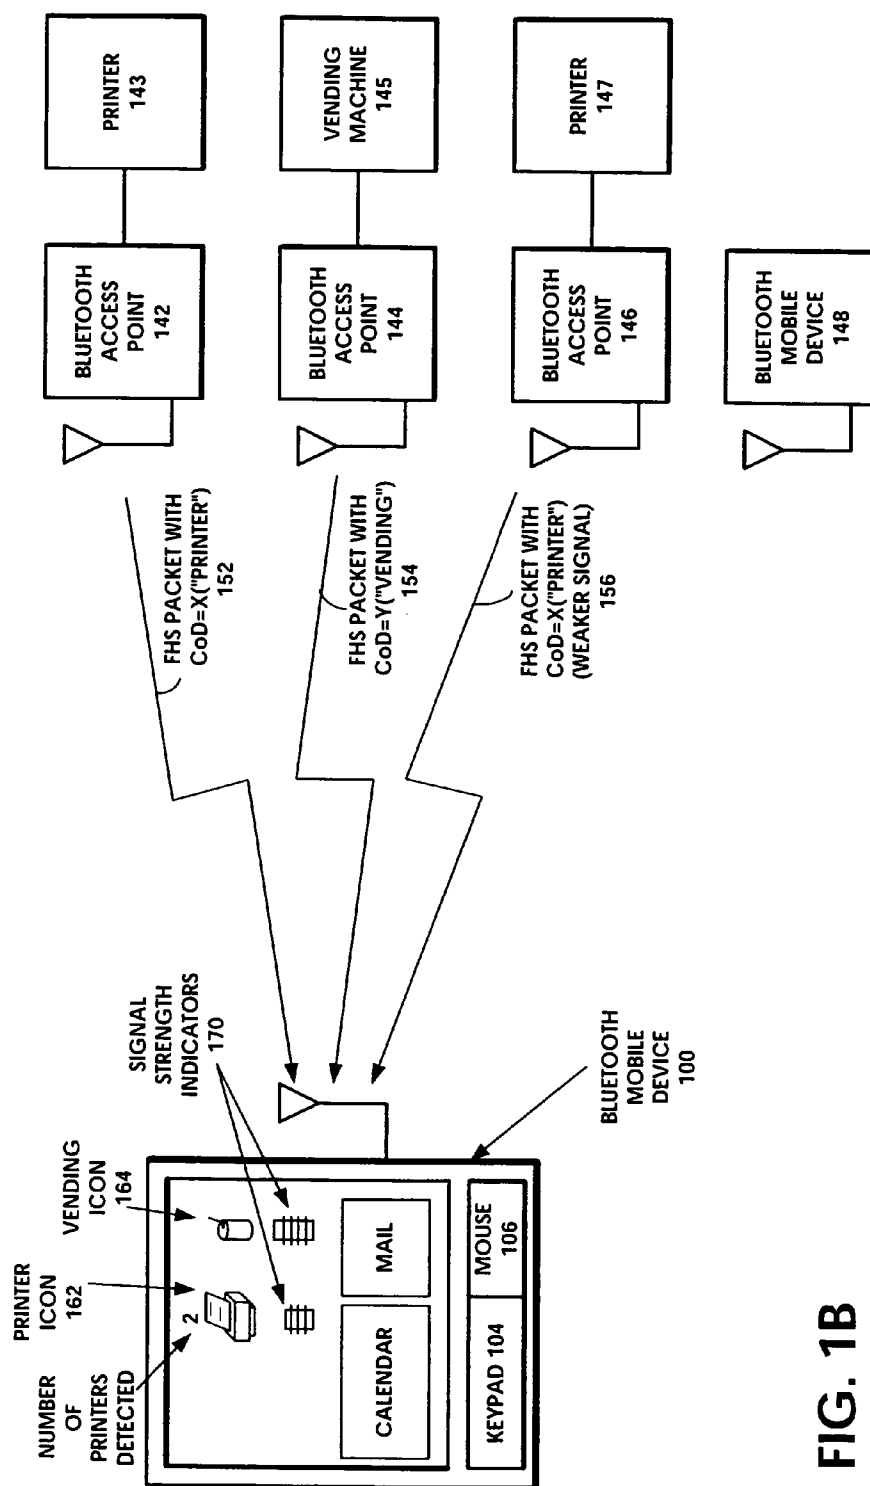 PRINTER
143
VENDING
MACHINE
145
PRINTER
147
BLUETOOTH
ACCESS
POINT
142
BLUETOOTH
ACCESS
POINT
144
BLUETOOTH
ACCESS
POINT
146
BLUETOOTH
MOBILE
DEVICE
148
FHS PACKET WITH
CoD=X("PRINTER")
152
FHS PACKET WITH
CoD=Y("VENDING")
154
FHS PACKET WITH
CoD=X("PRINTER")
(WEAKER SIGNAL)
156
SIGNAL
STRENGTH
INDICATORS
170
BLUETOOTH
MOBILE
DEVICE
100
VENDING
ICON
164
PRINTER
ICON
162
NUMBER
OF
PRINTERS
DETECTED
2
CALENDAR
MAIL
KEYPAD 104
MOUSE
106
FIG. 1B